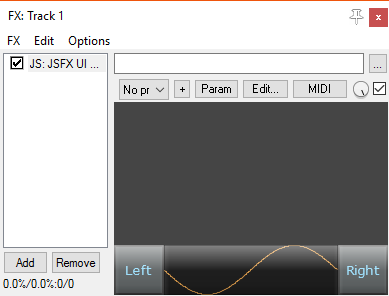 FX: Track 1
FX Edit Options
JS: JSFX UI ...
...
No pr + Param Edit... MIDI
Left Right
Add Remove
0.0%/0.0%:0/0